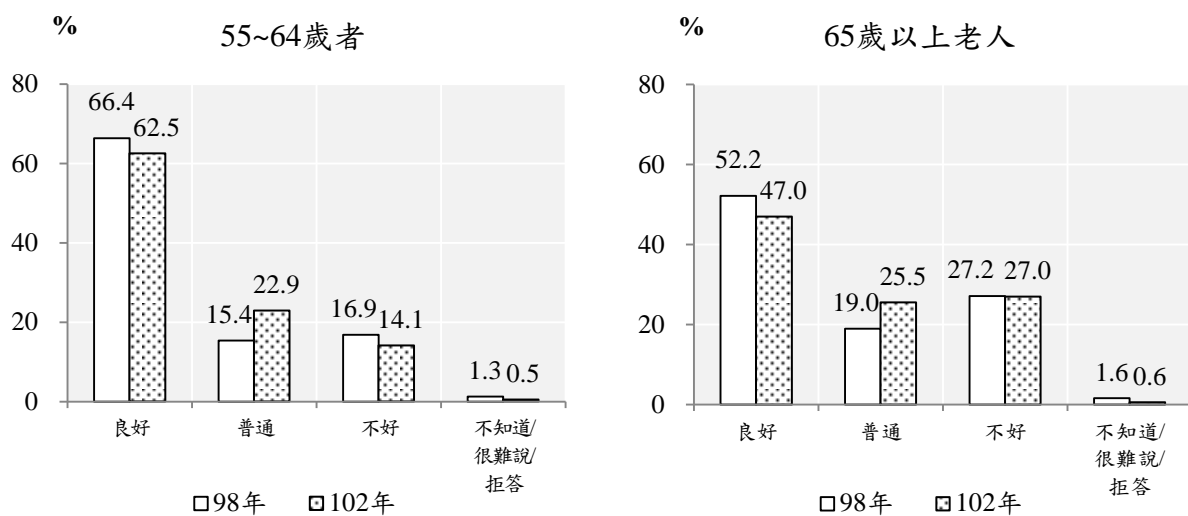 %
55~64歲者
80
60
40
20
0
66.4
62.5
15.4
22.9
16.9
14.1
1.3
0.5
良好
普通
不好
不知道/
很難說/
拒答
98年
102年
%
65歲以上老人
80
60
40
20
0
52.2
47.0
19.0
25.5
27.2
27.0
1.6
0.6
良好
普通
不好
不知道/
很難說/
拒答
98年
102年